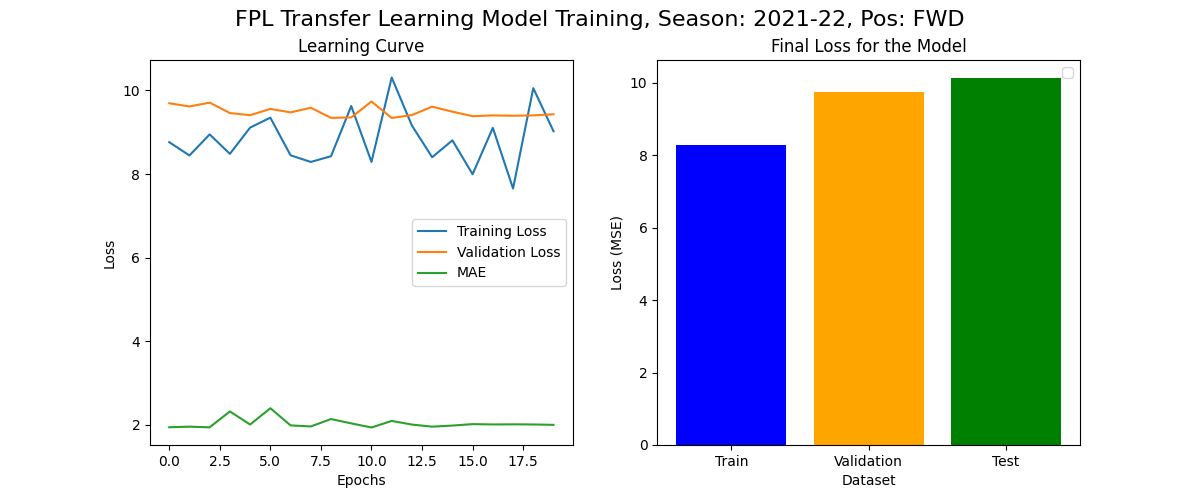 FPL Transfer Learning Model Training, Season: 2021-22, Pos: FWD
Learning Curve
Loss
10
8
6
4
2
0.0 2.5 5.0 7.5 10.0 12.5 15.0 17.5
Epochs
Training Loss
Validation Loss
MAE
Final Loss for the Model
Loss (MSE)
10
8
6
4
2
0
Train Validation Test
Dataset